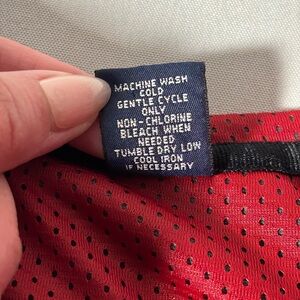 MACHINE WASH
COLD
GENTLE CYCLE
ONLY
NON-CHLORINE
BLEACH WHEN
NEEDED
TUMBLE DRY LOW
COOL IRON
IF NECESSARY